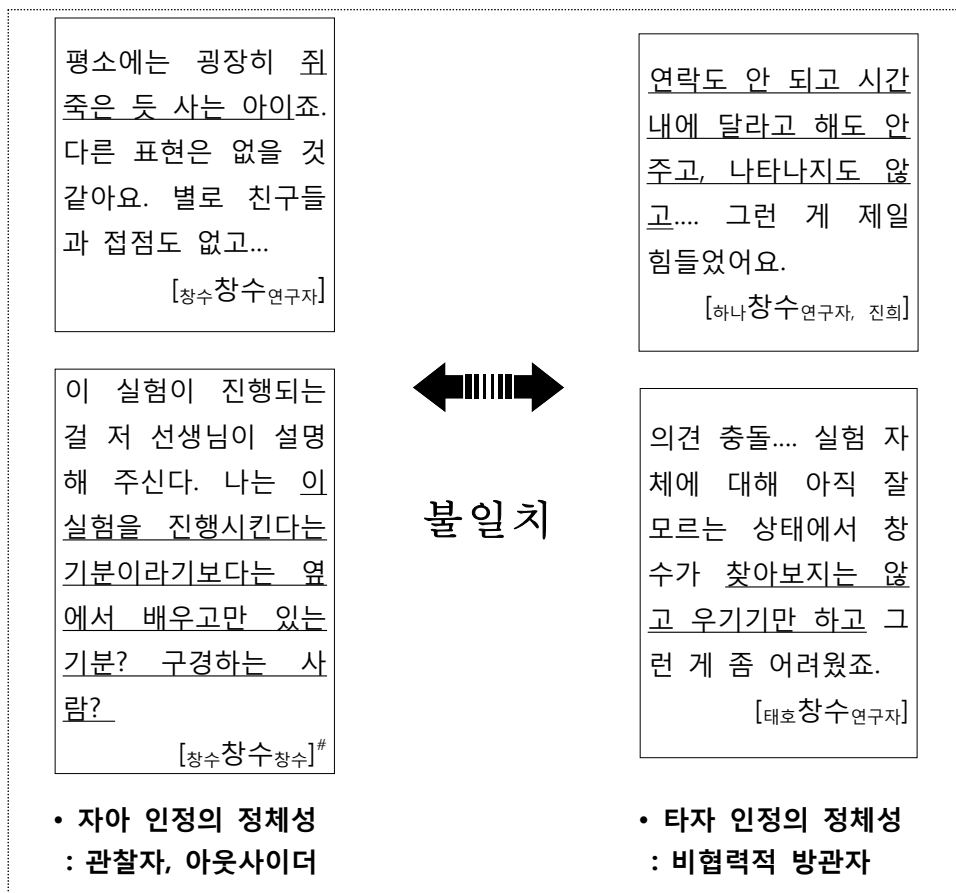 평소에는 굉장히 쥐
죽은 듯 사는 아이죠.
다른 표현은 없을 것
같아요. 별로 친구들
과 접점도 없고...
[창수창수연구자]
이 실험이 진행되는
걸 저 선생님이 설명
해 주신다. 나는 이
실험을 진행시킨다는
기분이라기보다는 옆
에서 배우고만 있는
기분? 구경하는 사
람?
[창수창수창수]#
• 자아 인정의 정체성
: 관찰자, 아웃사이더
불일치
연락도 안 되고 시간
내에 달라고 해도 안
주고, 나타나지도 않
고.... 그런 게 제일
힘들었어요.
[하나창수연구자, 진희]
의견 충돌.... 실험 자
체에 대해 아직 잘
모르는 상태에서 창
수가 찾아보지는 않
고 우기기만 하고 그
런 게 좀 어려웠죠.
[태호창수연구자]
• 타자 인정의 정체성
: 비협력적 방관자